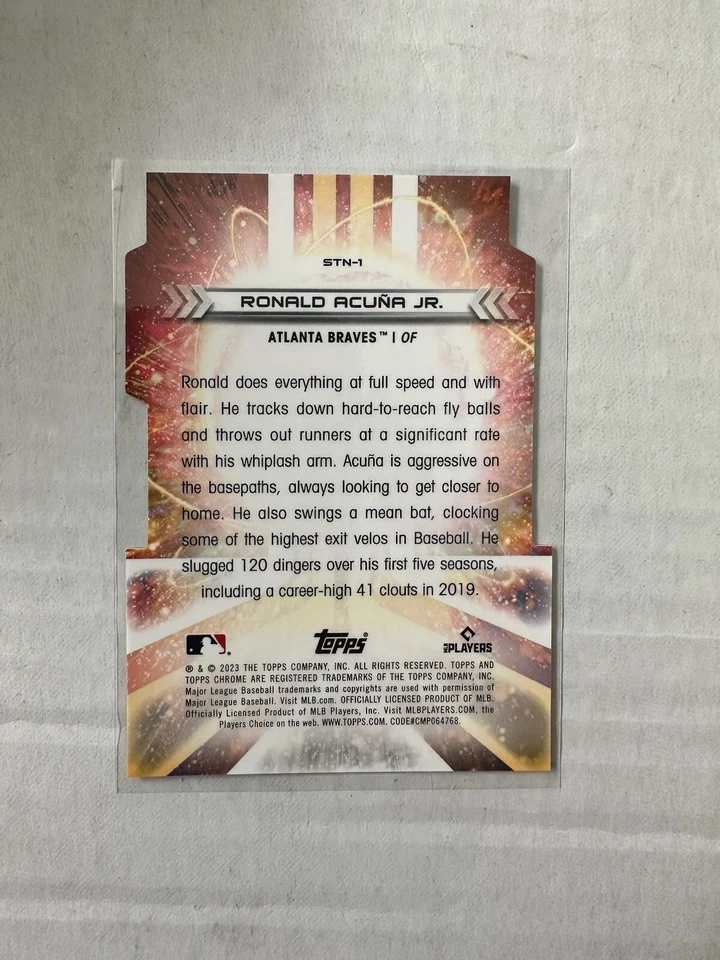 STN-1
RONALD ACUÑA JR.
ATLANTA BRAVES™ | OF
Ronald does everything at full speed and with
flair. He tracks down hard-to-reach fly balls
and throws out runners at a significant rate
with his whiplash arm. Acuña is aggressive on
the basepaths, always looking to get closer to
home. He also swings a mean bat, clocking
some of the highest exit velos in Baseball. He
slugged 120 dingers over his first five seasons,
including a career-high 41 clouts in 2019.
Topps® PLAYERS
® & © 2023 THE TOPPS COMPANY, INC. ALL RIGHTS RESERVED. TOPPS AND
TOPPS CHROME ARE REGISTERED TRADEMARKS OF THE TOPPS COMPANY, INC.
Major League Baseball trademarks and copyrights are used with permission of
Major League Baseball. Visit MLB.com. OFFICIALLY LICENSED PRODUCT OF MLB.
Officially Licensed Product of MLB Players, Inc. Visit MLBPLAYERS.COM, the
Players Choice on the web. WWW.TOPPS.COM. CODE#CMP064768.